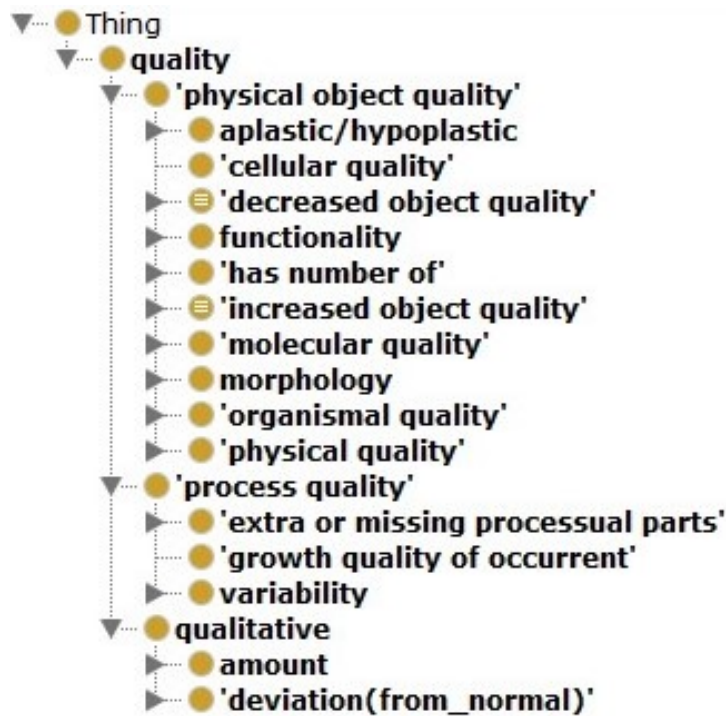 Thing
quality
'physical object quality'
aplastic/hypoplastic
'cellular quality'
'decreased object quality'
functionality
'has number of'
'increased object quality'
'molecular quality'
morphology
'organismal quality'
'physical quality'
'process quality'
'extra or missing processual parts'
'growth quality of occurrent'
variability
qualitative
amount
'deviation(from_normal)'